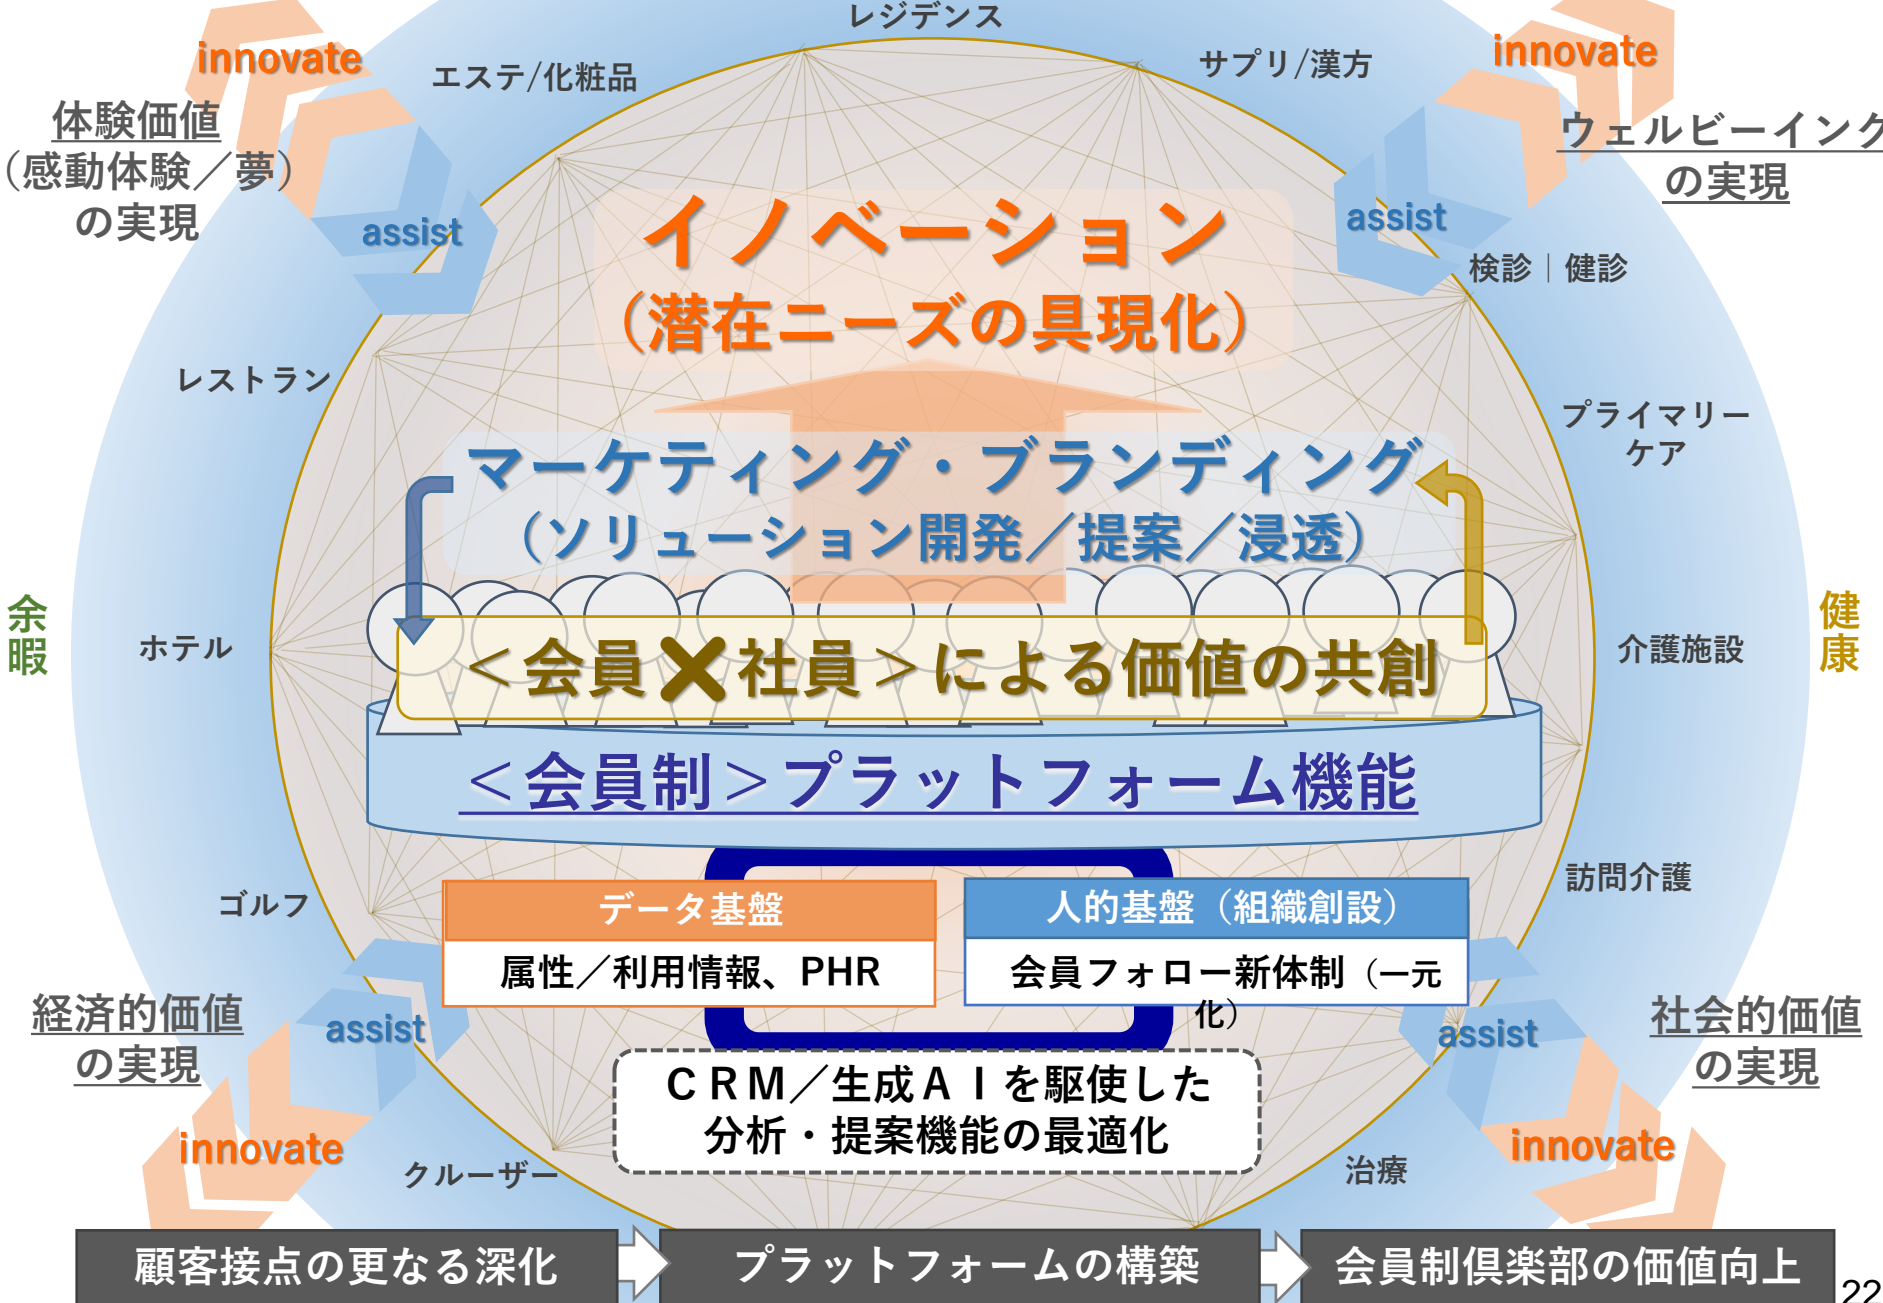 レジデンス
innovate
エステ/化粧品
サプリ/漢方
innovate
体験価値
（感動体験／夢）
の実現
ウェルビーイング
の実現
assist
assist
イノベーション
（潜在ニーズの具現化）
検診｜健診
レストラン
プライマリー
ケア
マーケティング・ブランディング
（ソリューション開発／提案／浸透）
余暇
健康
ホテル
介護施設
＜会員✖社員＞による価値の共創
＜会員制＞プラットフォーム機能
ゴルフ
訪問介護
データ基盤
属性／利用情報、PHR
人的基盤（組織創設）
会員フォロー新体制（一元
化）
経済的価値
の実現
assist
assist
社会的価値
の実現
ＣＲＭ／生成ＡＩを駆使した
分析・提案機能の最適化
innovate
innovate
クルーザー
治療
顧客接点の更なる深化
プラットフォームの構築
会員制倶楽部の価値向上
22